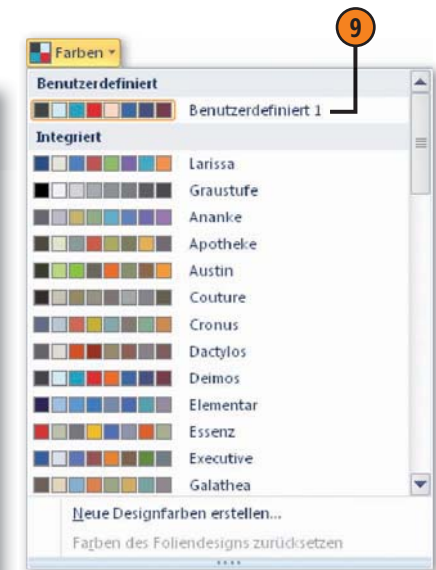 9
Farben
Benutzerdefiniert
Benutzerdefiniert 1
Integriert
Larissa
Graustufe
Ananke
Apotheke
Austin
Couture
Cronus
Dactylos
Deimos
Elementar
Essenz
Executive
Galathea
Neue Designfarben erstellen...
Farben des Foliendesigns zurücksetzen